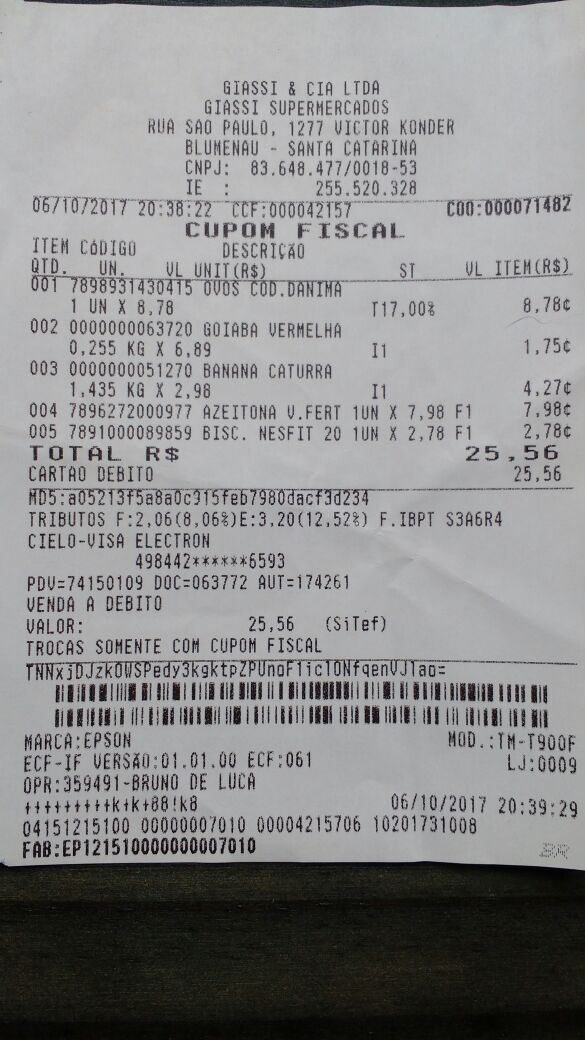 GIASSI & CIA LTDA
GIASSI SUPERMERCADOS
RUA SAO PAULO, 1277 VICTOR KONDER
BLUMENAU - SANTA CATARINA
CNPJ: 83.648.477/0018-53
IE : 255.520.328
06/10/2017 20:38:22 CCF:000042157 COO:000071482
CUPOM FISCAL
ITEM CóDIGO DESCRIÇãO
QTD. UN. VL UNIT(R$) ST VL ITEM(R$)
001 7898931430415 OVOS COD.DANIMA
1 UN X 8,78 T17,00% 8,78¢
002 0000000063720 GOIABA VERMELHA
0,255 KG X 6,89 I1 1,75¢
003 0000000051270 BANANA CATURRA
1,435 KG X 2,98 I1 4,27¢
004 7896272000977 AZEITONA V.FERT 1UN X 7,98 F1 7,98¢
005 7891000089859 BISC. NESFIT 20 1UN X 2,78 F1 2,78¢
TOTAL R$ 25,56
CARTAO DEBITO 25,56
MD5:a05213f5a8a0c915feb7980dacf3d234
TRIBUTOS F:2,06(8,06%)E:3,20(12,52%) F.IBPT S3A6R4
CIELO-VISA ELECTRON
498442******6593
PDV=74150109 DOC=063772 AUT=174261
VENDA A DEBITO
VALOR: 25,56 (SiTef)
TROCAS SOMENTE COM CUPOM FISCAL
MARCA:EPSON MOD.:TM-T900F
ECF-IF VERSãO:01.01.00 ECF:061 LJ:0009
OPR:359491-BRUNO DE LUCA
06/10/2017 20:39:29
04151215100 00000007010 00004215706 10201731008
FAB:EP121510000000007010
BR